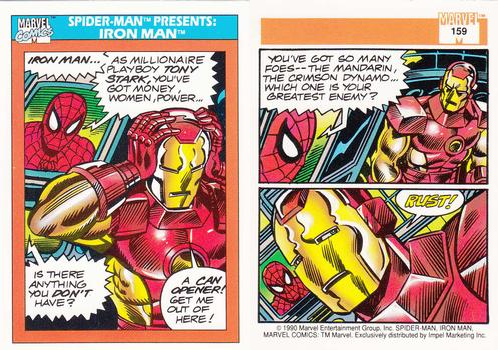 MARVEL
COMICS
SPIDER-MAN™ PRESENTS:
IRON MAN™
IRON MAN...
AS MILLIONAIRE
PLAYBOY TONY
STARK, YOU'VE
GOT MONEY,
WOMEN, POWER...
IS THERE
ANYTHING
YOU DON'T
HAVE?
A CAN
OPENER!
GET ME
OUT OF
HERE!
MARVEL
159
YOU'VE GOT SO MANY
FOES--THE MANDARIN,
THE CRIMSON DYNAMO...
WHICH ONE IS YOUR
GREATEST ENEMY?
RUST!
© 1990 Marvel Entertainment Group, Inc. SPIDER-MAN, IRON MAN,
MARVEL COMICS: TM Marvel. Exclusively distributed by Impel Marketing Inc.